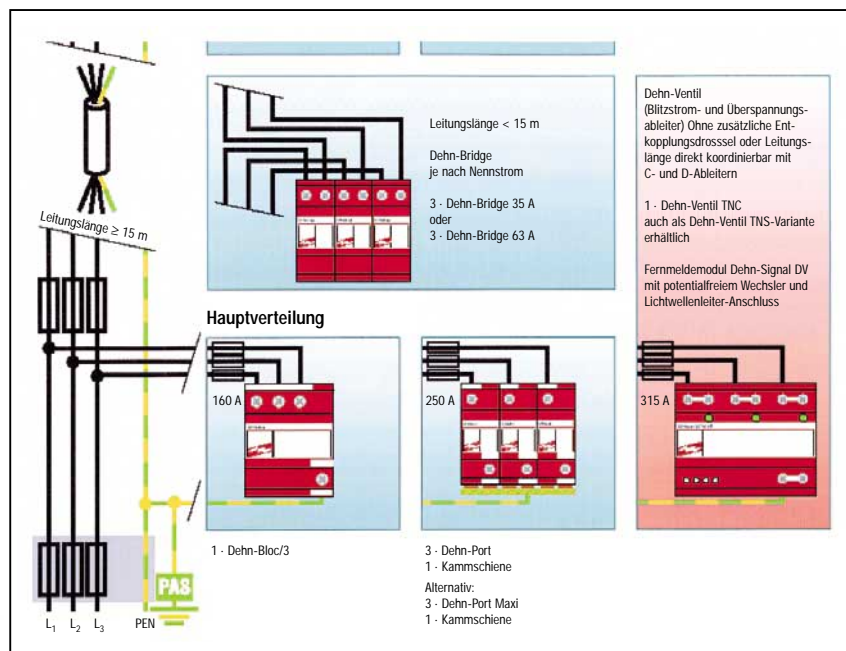 Leitungslänge ≥ 15 m
Leitungslänge < 15 m
Dehn-Bridge
je nach Nennstrom
3 · Dehn-Bridge 35 A
oder
3 · Dehn-Bridge 63 A
Dehn-Ventil
(Blitzstrom- und Überspannungs-
ableiter) Ohne zusätzliche Ent-
kopplungsdrosssel oder Leitungs-
länge direkt koordinierbar mit
C- und D-Ableitern
1 · Dehn-Ventil TNC
auch als Dehn-Ventil TNS-Variante
erhältlich
Fernmeldemodul Dehn-Signal DV
mit potentialfreiem Wechsler und
Lichtwellenleiter-Anschluss
Hauptverteilung
160 A
250 A
315 A
1 · Dehn-Bloc/3
3 · Dehn-Port
1 · Kammschiene
Alternativ:
3 · Dehn-Port Maxi
1 · Kammschiene
PAS
L1 L2 L3 PEN